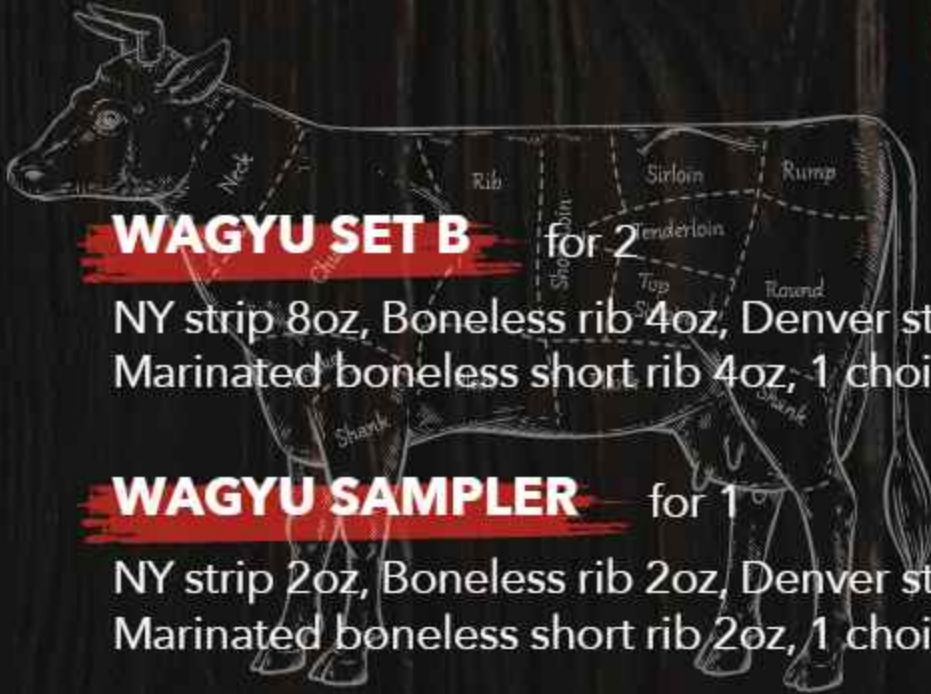 Neck
Rib
Sirloin
Rump
WAGYU SET B for 2
Tenderloin
Top
Round
NY strip 8oz, Boneless rib 4oz, Denver st
Marinated boneless short rib 4oz, 1 choi
Shank
Shank
WAGYU SAMPLER for 1
NY strip 2oz, Boneless rib 2oz, Denver st
Marinated boneless short rib 2oz, 1 choi